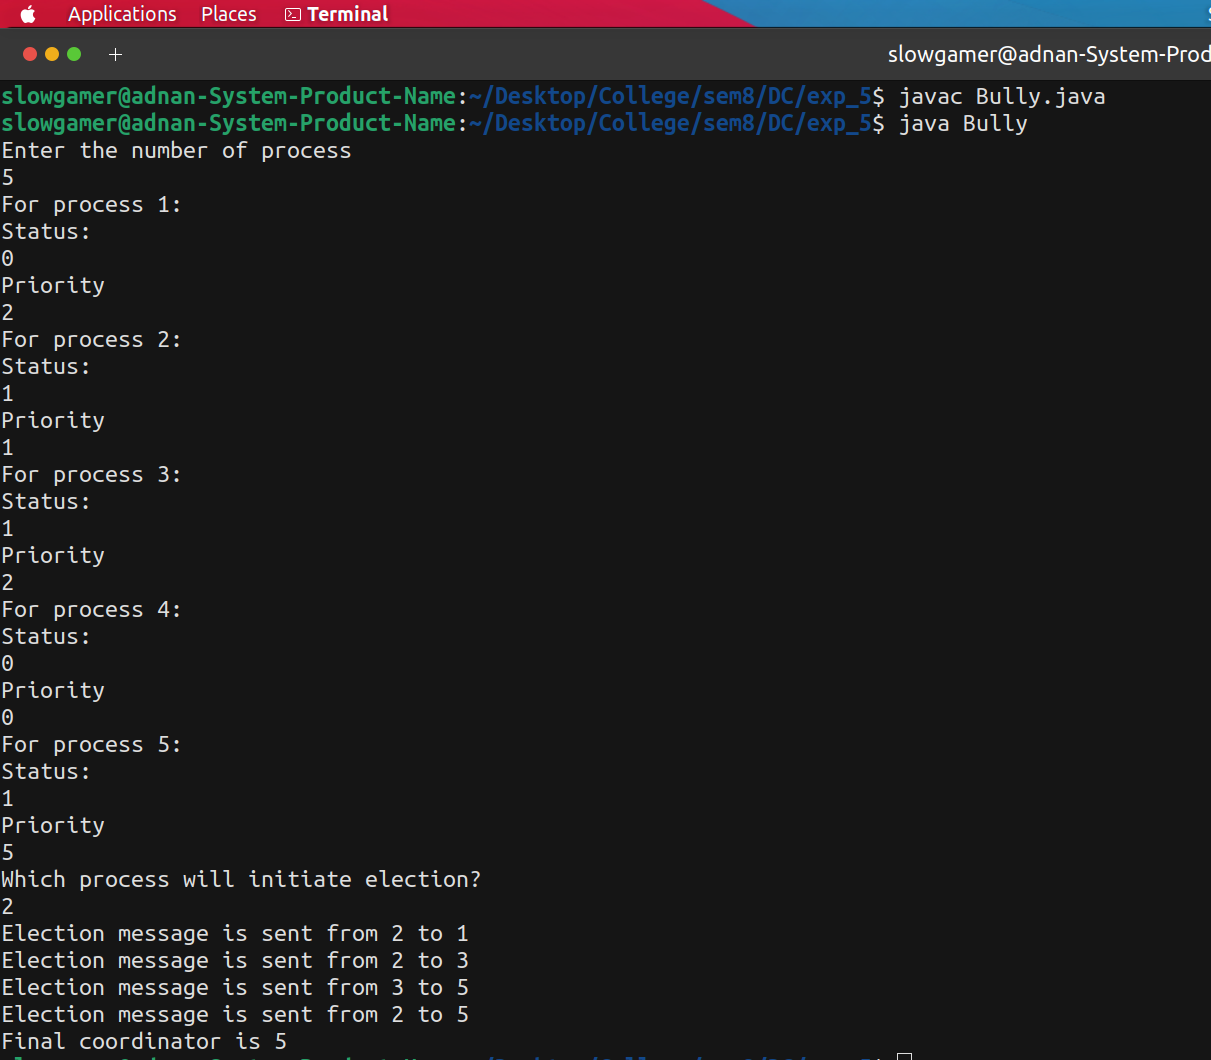 Applications Places Terminal
slowgamer@adnan-System-Prod
slowgamer@adnan-System-Product-Name:~/Desktop/College/sem8/DC/exp_5$ javac Bully.java
slowgamer@adnan-System-Product-Name:~/Desktop/College/sem8/DC/exp_5$ java Bully
Enter the number of process
5
For process 1:
Status:
0
Priority
2
For process 2:
Status:
1
Priority
1
For process 3:
Status:
1
Priority
2
For process 4:
Status:
0
Priority
0
For process 5:
Status:
1
Priority
5
Which process will initiate election?
2
Election message is sent from 2 to 1
Election message is sent from 2 to 3
Election message is sent from 3 to 5
Election message is sent from 2 to 5
Final coordinator is 5